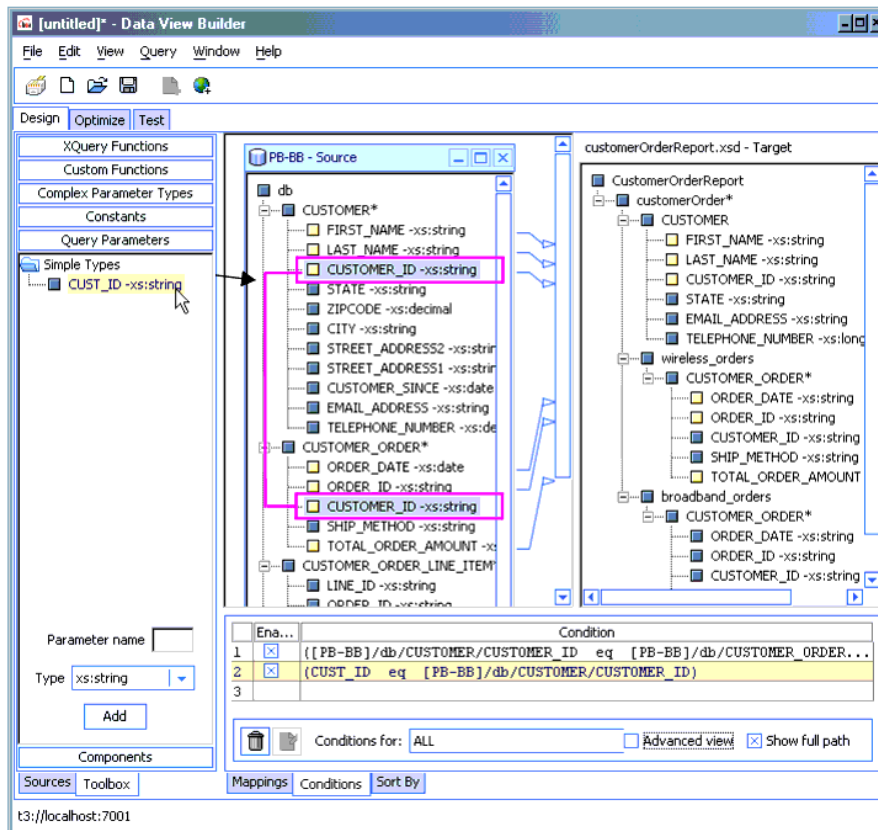 [untitled]* - Data View Builder
File Edit View Query Window Help
Design Optimize Test
XQuery Functions
Custom Functions
Complex Parameter Types
Constants
Query Parameters
Simple Types
CUST_ID -xs:string
Parameter name
Type xs:string
Add
Components
Sources Toolbox
PB-BB - Source
db
CUSTOMER*
FIRST_NAME -xs:string
LAST_NAME -xs:string
CUSTOMER_ID -xs:string
STATE -xs:string
ZIPCODE -xs:decimal
CITY -xs:string
STREET_ADDRESS2 -xs:strin
STREET_ADDRESS1 -xs:strin
CUSTOMER_SINCE -xs:date
EMAIL_ADDRESS -xs:string
TELEPHONE_NUMBER -xs:de
CUSTOMER_ORDER*
ORDER_DATE -xs:date
ORDER_ID -xs:string
CUSTOMER_ID -xs:string
SHIP_METHOD -xs:string
TOTAL_ORDER_AMOUNT -xs
CUSTOMER_ORDER_LINE_ITEM*
LINE_ID -xs:string
ORDER_ID -xs:string
customerOrderReport.xsd - Target
CustomerOrderReport
customerOrder*
CUSTOMER
FIRST_NAME -xs:string
LAST_NAME -xs:string
CUSTOMER_ID -xs:string
STATE -xs:string
EMAIL_ADDRESS -xs:string
TELEPHONE_NUMBER -xs:long
wireless_orders
CUSTOMER_ORDER*
ORDER_DATE -xs:string
ORDER_ID -xs:string
CUSTOMER_ID -xs:string
SHIP_METHOD -xs:string
TOTAL_ORDER_AMOUNT
broadband_orders
CUSTOMER_ORDER*
ORDER_DATE -xs:string
ORDER_ID -xs:string
CUSTOMER_ID -xs:string
Ena... Condition
1 ([PB-BB]/db/CUSTOMER/CUSTOMER_ID eq [PB-BB]/db/CUSTOMER_ORDER...
2 (CUST_ID eq [PB-BB]/db/CUSTOMER/CUSTOMER_ID)
3
Conditions for: ALL Advanced view Show full path
Mappings Conditions Sort By
t3://localhost:7001